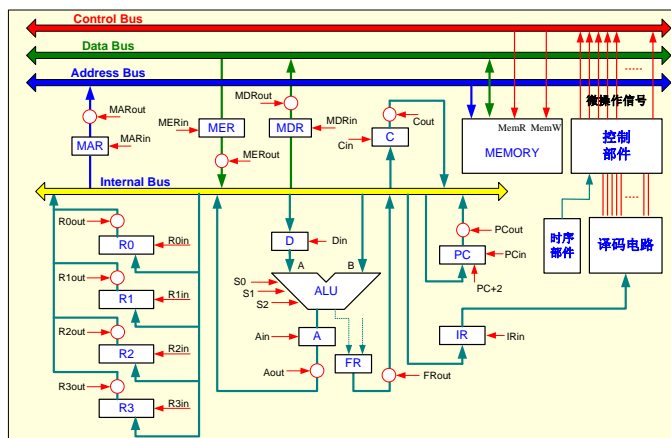 Control Bus
Data Bus
Address Bus
MARout
MARin
MAR
MERin
MER
MERout
MDRout
MDRin
MDR
Cin
C
Cout
MemR
MemW
MEMORY
微操作信号
......
控制
部件
......
时序
部件
译码电路
Internal Bus
R0out
R0in
R0
R1out
R1in
R1
R2out
R2in
R2
R3out
R3in
R3
D
Din
A
B
S0
S1
S2
ALU
Ain
A
Aout
FR
FRout
PCout
PC
PCin
PC+2
IR
IRin